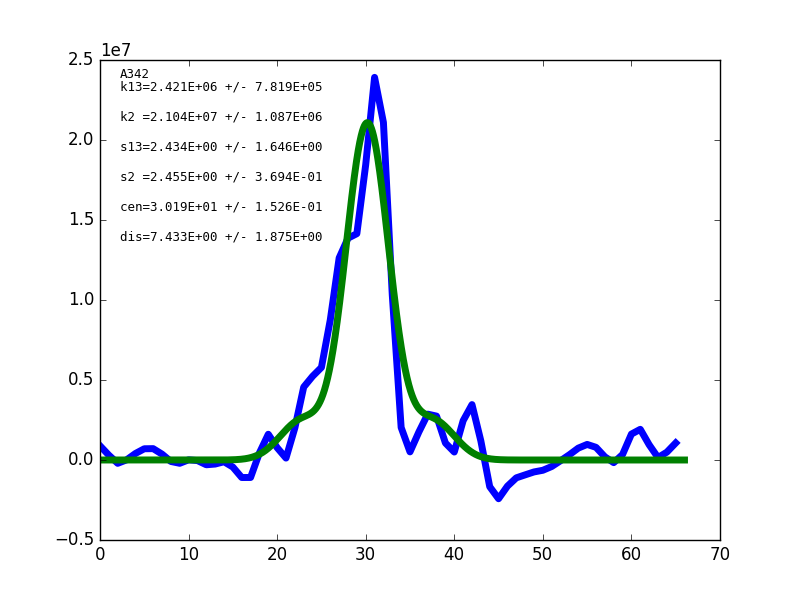 1e7
2.5
2.0
1.5
1.0
0.5
0.0
−0.5
A342
k13=2.421E+06 +/- 7.819E+05
k2 =2.104E+07 +/- 1.087E+06
s13=2.434E+00 +/- 1.646E+00
s2 =2.455E+00 +/- 3.694E-01
cen=3.019E+01 +/- 1.526E-01
dis=7.433E+00 +/- 1.875E+00
0 10 20 30 40 50 60 70